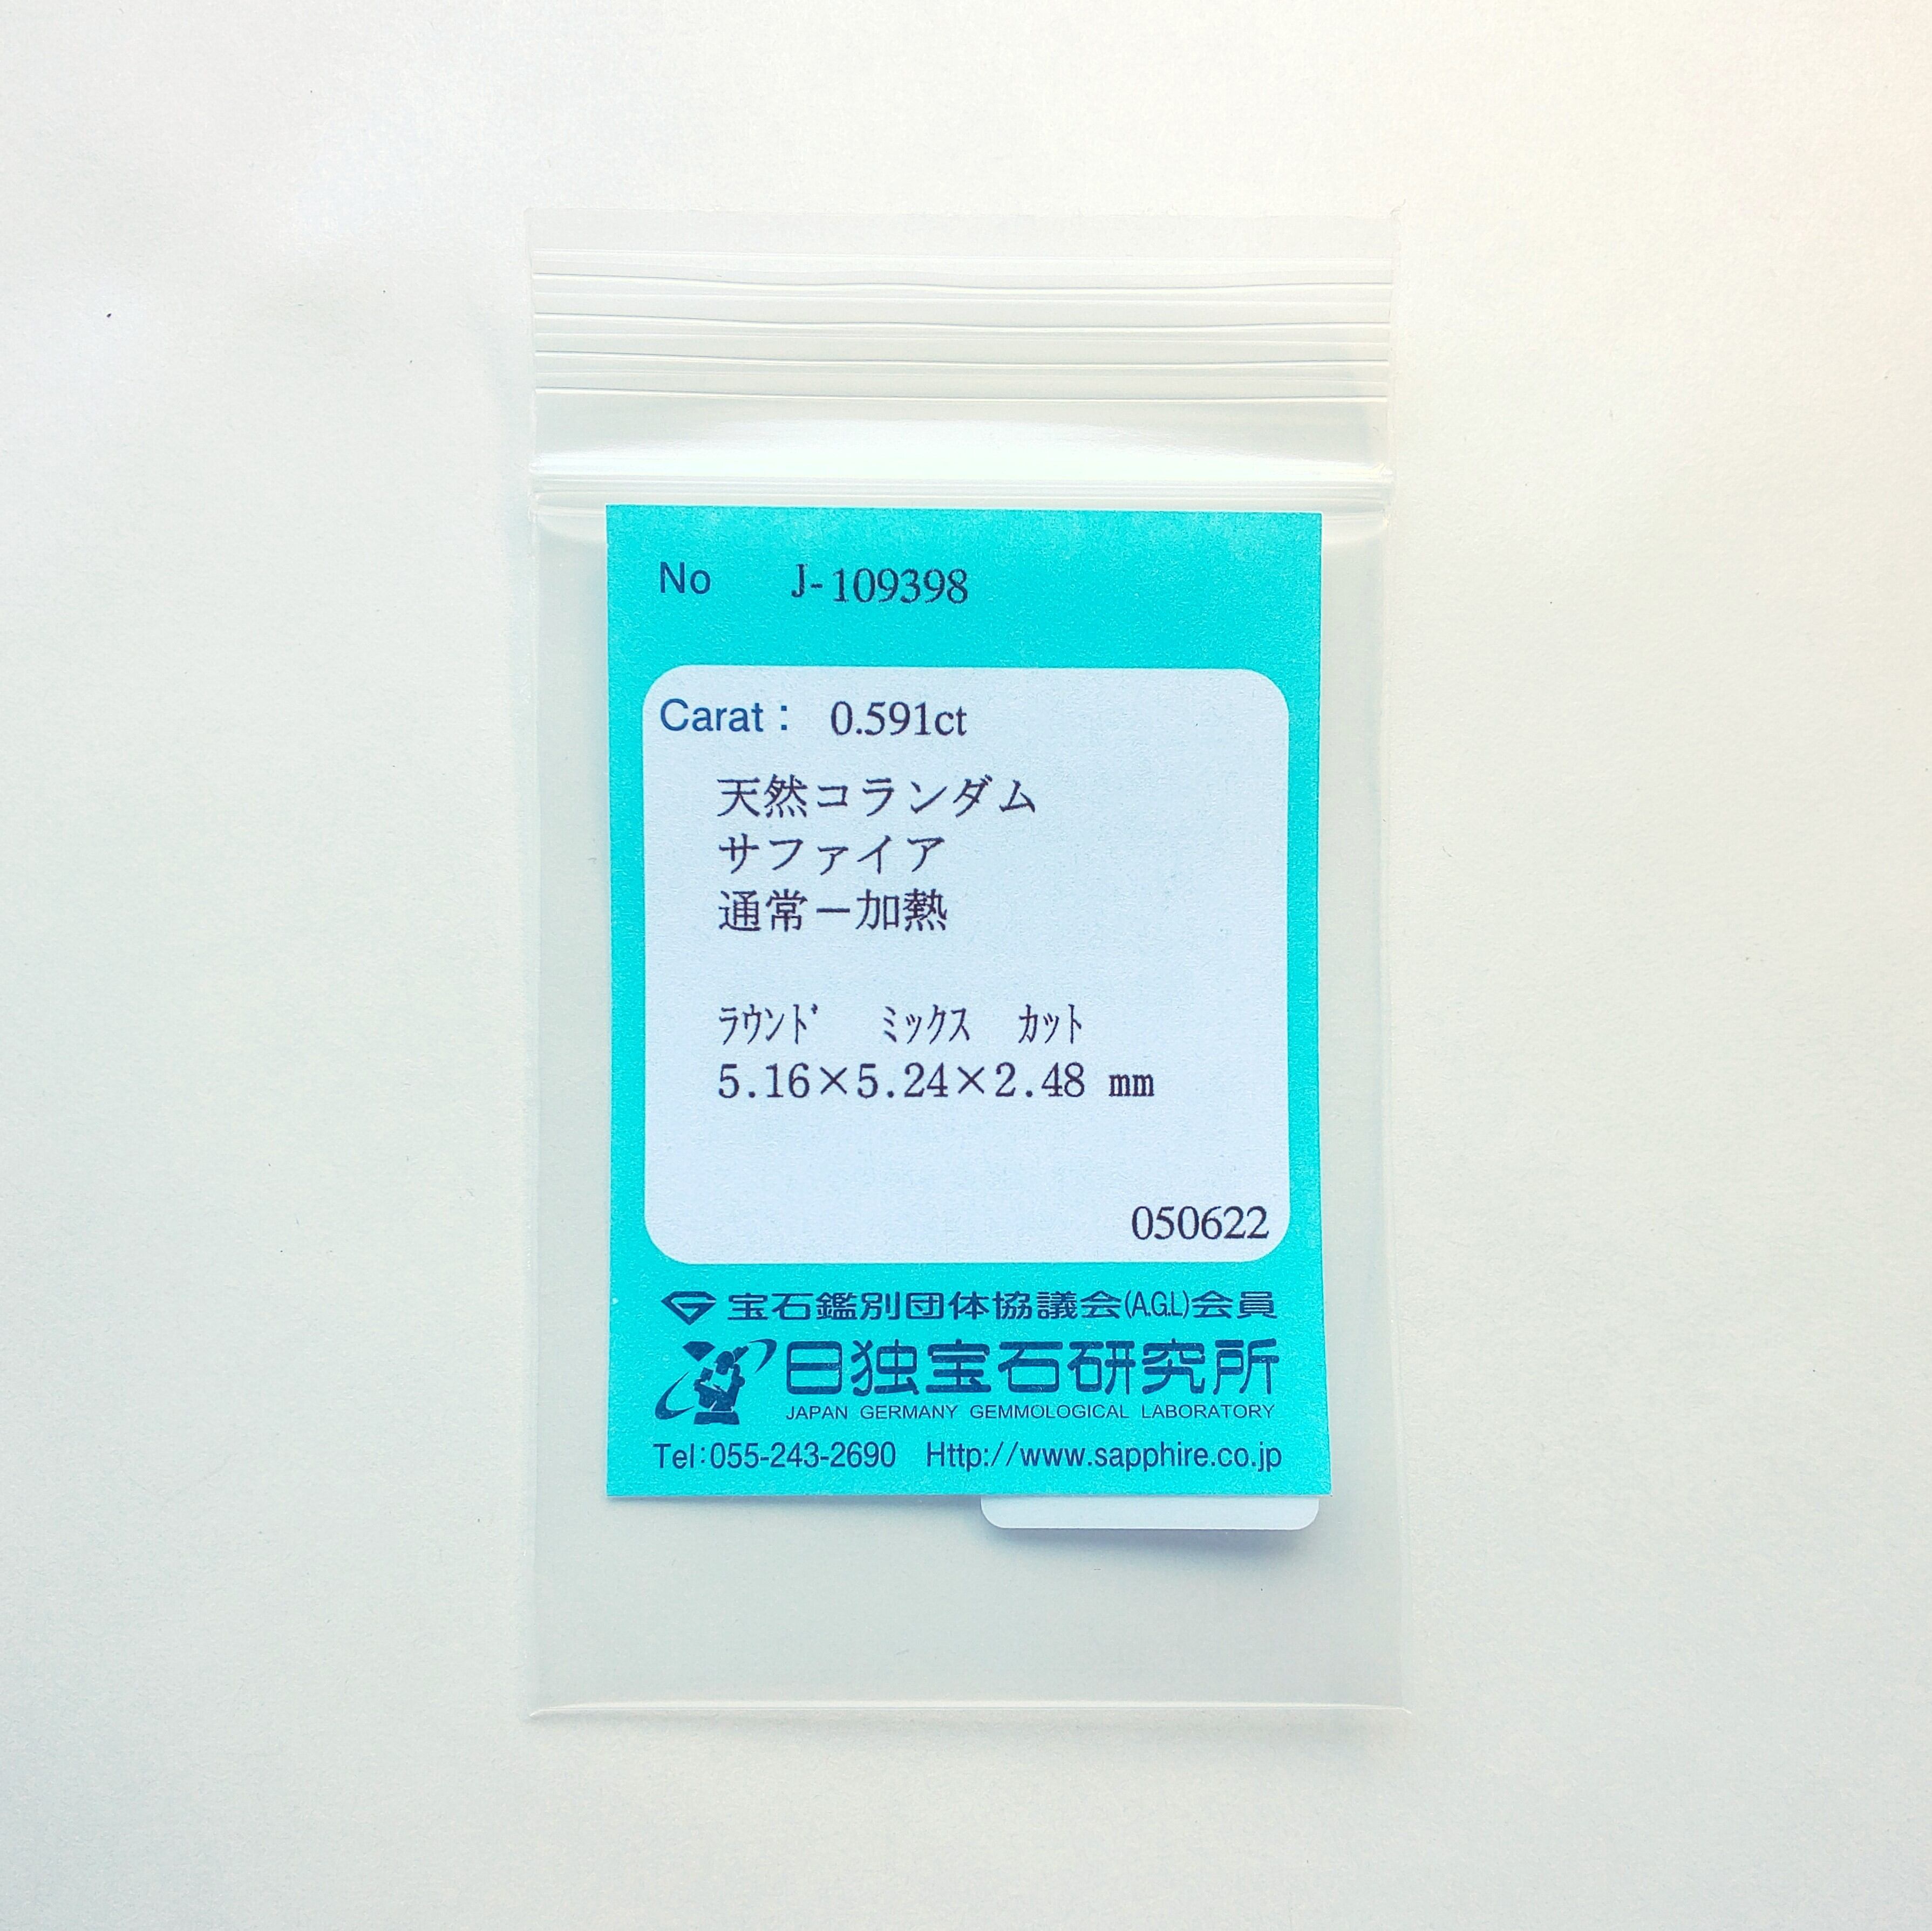 No J-109398
Carat： 0.591ct
天然コランダム
サファイア
通常－加熱
ﾗｳﾝﾄﾞ ﾐｯｸｽ ｶｯﾄ
5.16×5.24×2.48 mm
050622
宝石鑑別団体協議会(A.G.L)会員
日独宝石研究所
JAPAN GERMANY GEMMOLOGICAL LABORATORY
Tel:055-243-2690 Http://www.sapphire.co.jp